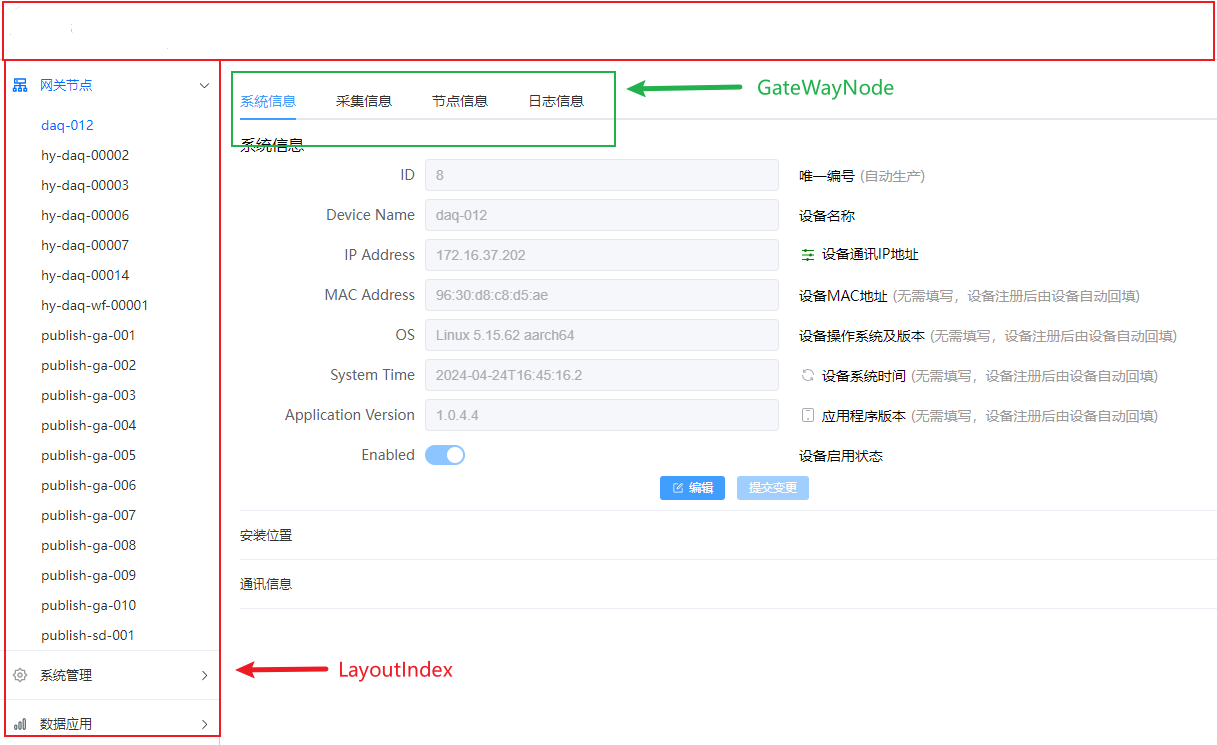 网关节点
daq-012
hy-daq-00002
hy-daq-00003
hy-daq-00006
hy-daq-00007
hy-daq-00014
hy-daq-wf-00001
publish-ga-001
publish-ga-002
publish-ga-003
publish-ga-004
publish-ga-005
publish-ga-006
publish-ga-007
publish-ga-008
publish-ga-009
publish-ga-010
publish-sd-001
系统管理
数据应用
系统信息 采集信息 节点信息 日志信息
GateWayNode
系统信息
ID 8 唯一编号 (自动生产)
Device Name daq-012 设备名称
IP Address 172.16.37.202 设备通讯IP地址
MAC Address 96:30:d8:c8:d5:ae 设备MAC地址 (无需填写，设备注册后由设备自动回填)
OS Linux 5.15.62 aarch64 设备操作系统及版本 (无需填写，设备注册后由设备自动回填)
System Time 2024-04-24T16:45:16.2 设备系统时间 (无需填写，设备注册后由设备自动回填)
Application Version 1.0.4.4 应用程序版本 (无需填写，设备注册后由设备自动回填)
Enabled 设备启用状态
编辑 提交变更
安装位置
通讯信息
LayoutIndex